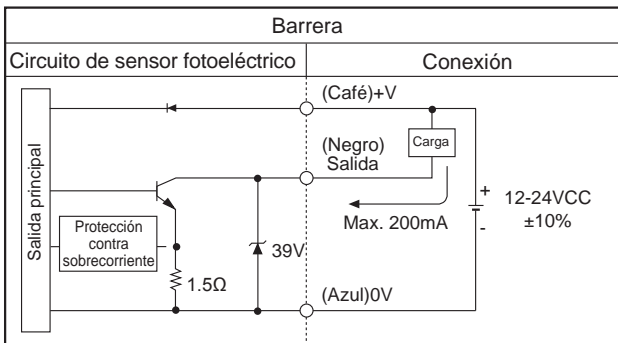 Barrera
Circuito de sensor fotoeléctrico
Conexión
(Café)+V
(Negro)
Salida
Carga
Salida principal
Protección
contra
sobrecorriente
Max. 200mA
+
-
12-24VCC
±10%
39V
1.5Ω
(Azul)0V